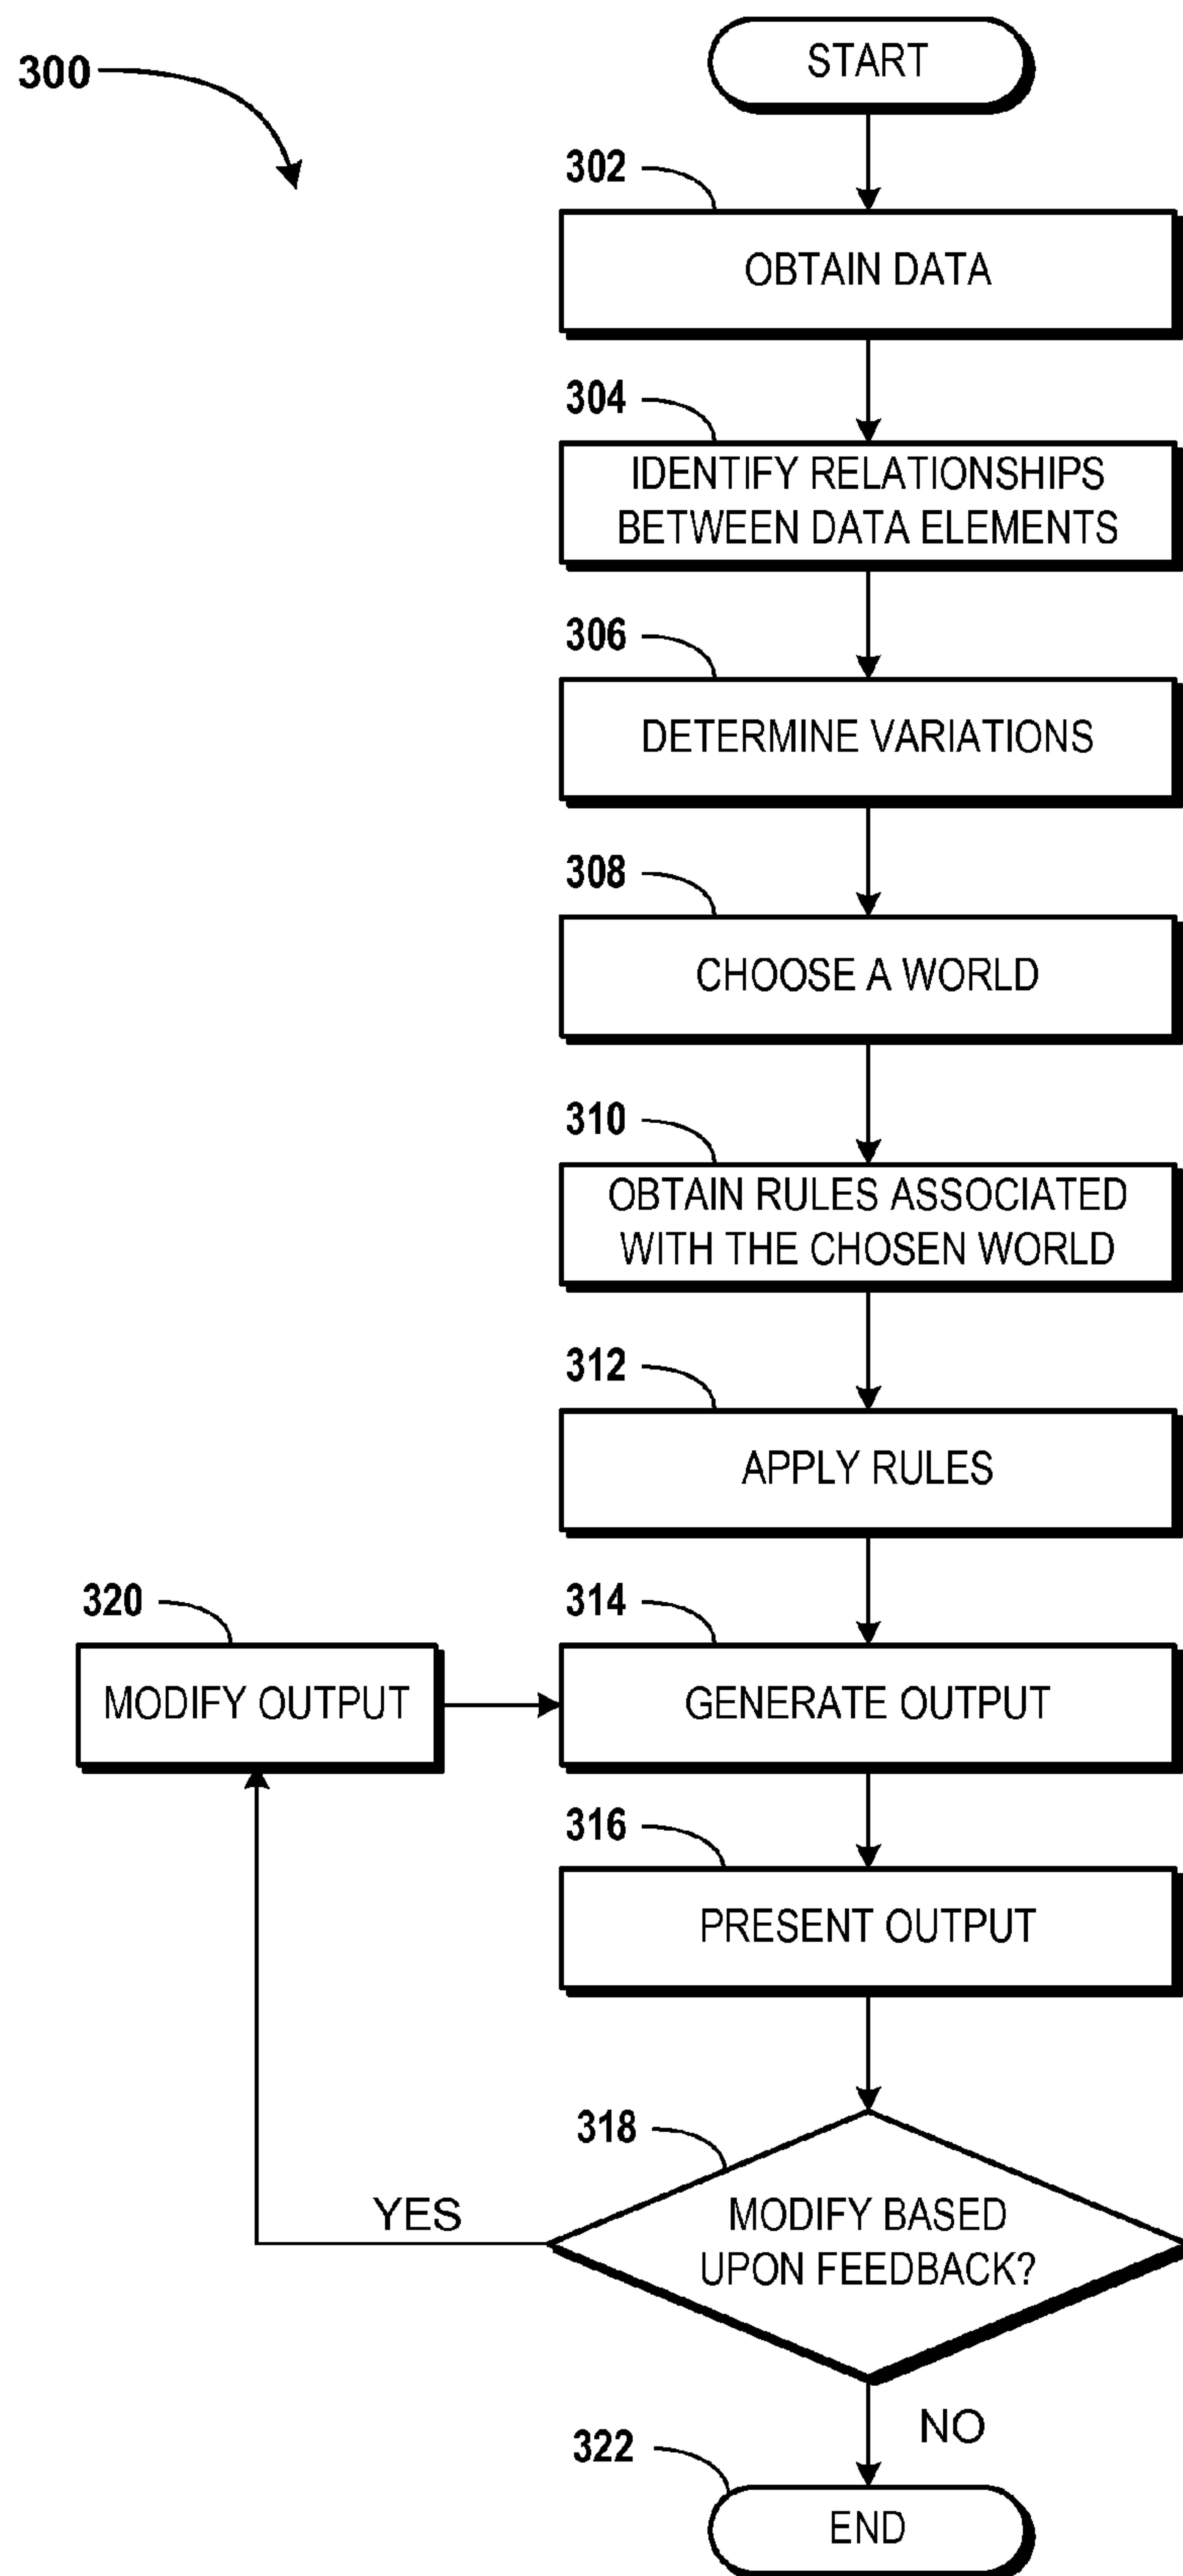 300
START
302
OBTAIN DATA
304
IDENTIFY RELATIONSHIPS
BETWEEN DATA ELEMENTS
306
DETERMINE VARIATIONS
308
CHOOSE A WORLD
310
OBTAIN RULES ASSOCIATED
WITH THE CHOSEN WORLD
312
APPLY RULES
320
MODIFY OUTPUT
314
GENERATE OUTPUT
316
PRESENT OUTPUT
318
MODIFY BASED
UPON FEEDBACK?
YES
NO
322
END